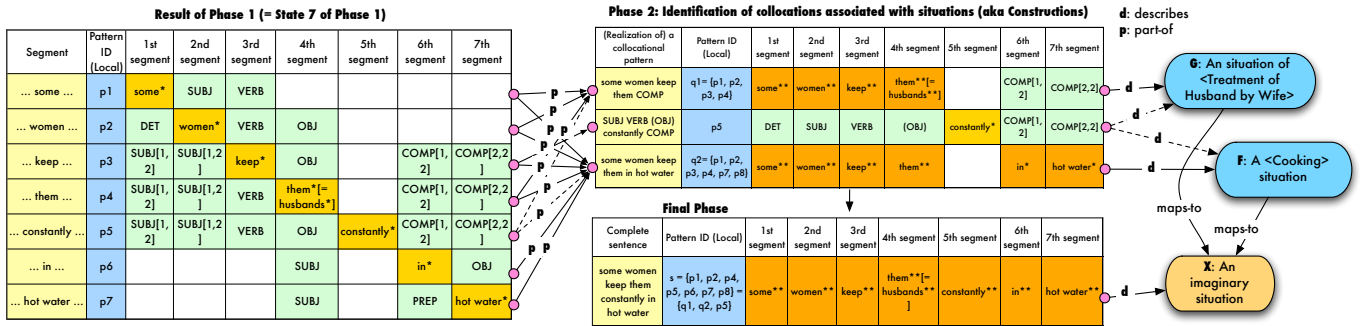 Result of Phase 1 (= State 7 of Phase 1)
Segment Pattern ID (Local) 1st segment 2nd segment 3rd segment 4th segment 5th segment 6th segment 7th segment
... some ... p1 some* SUBJ VERB
... women ... p2 DET women* VERB OBJ
... keep ... p3 SUBJ[1,2] SUBJ[1,2] keep* OBJ COMP[1,2] COMP[2,2]
... them ... p4 SUBJ[1,2] SUBJ[1,2] VERB them*[= husbands*] COMP[1,2] COMP[2,2]
... constantly ... p5 SUBJ[1,2] SUBJ[1,2] VERB OBJ constantly* COMP[1,2] COMP[2,2]
... in ... p6 SUBJ in* OBJ
... hot water ... p7 SUBJ PREP hot water*
p
p
p
p
p
p
p
p
p
Phase 2: Identification of collocations associated with situations (aka Constructions)
(Realization of) a collocational pattern Pattern ID (Local) 1st segment 2nd segment 3rd segment 4th segment 5th segment 6th segment 7th segment
some women keep them COMP q1= {p1, p2, p3, p4} some** women** keep** them**[= husbands**] COMP[1,2] COMP[2,2]
SUBJ VERB (OBJ) constantly COMP p5 DET SUBJ VERB (OBJ) constantly* COMP[1,2] COMP[2,2]
some women keep them in hot water q2= {p1, p2, p3, p4, p7, p8} some** women** keep** them** in* hot water*
Final Phase
Complete sentence Pattern ID (Local) 1st segment 2nd segment 3rd segment 4th segment 5th segment 6th segment 7th segment
some women keep them constantly in hot water s = {p1, p2, p4, p5, p6, p7, p8} = {q1, q2, p5} some** women** keep** them**[= husbands**] constantly** in** hot water**
d: describes
p: part-of
d
d
d
d
d
G: An situation of
<Treatment of
Husband by Wife>
F: A <Cooking>
situation
maps-to
maps-to
X: An
imaginary
situation